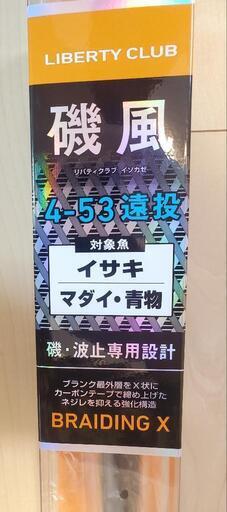 LIBERTY CLUB
磯風
リバティクラブ イソカゼ
4-53遠投
対象魚
イサキ
マダイ・青物
磯・波止専用設計
ブランク最外層をX状に
カーボンテープで締め上げた
ネジレを抑える強化構造
BRAIDING X